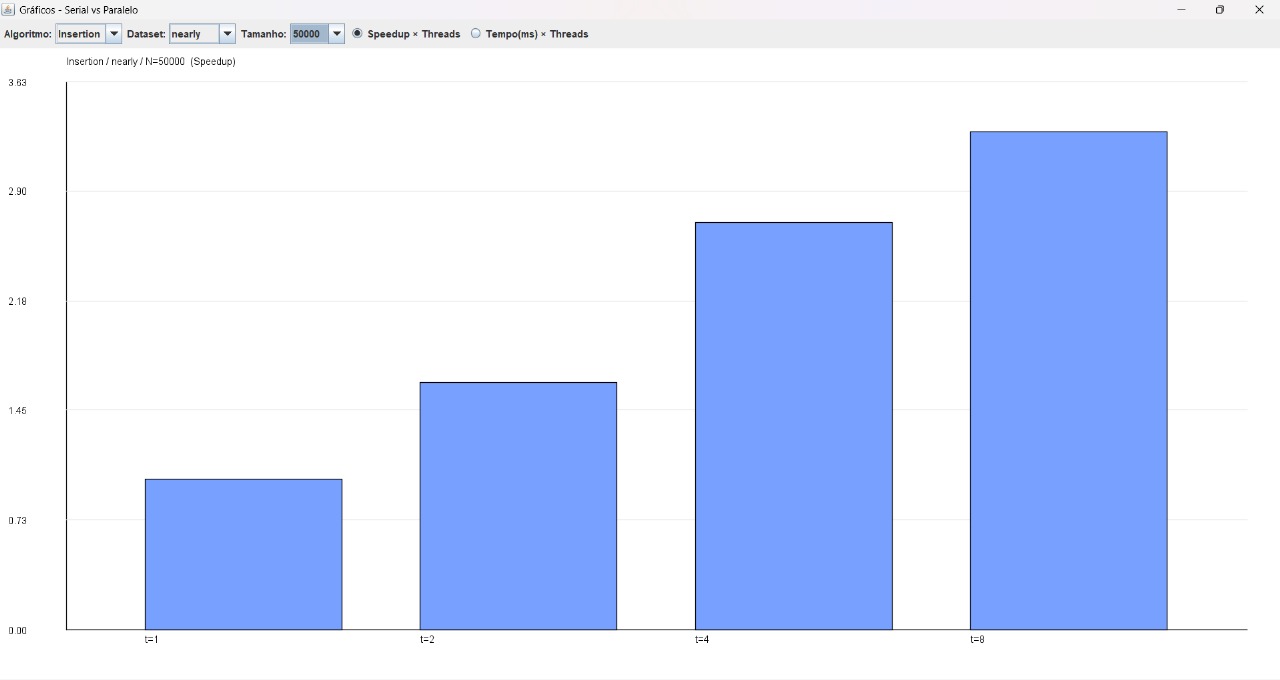 Gráficos - Serial vs Paralelo
Algoritmo: Insertion Dataset: nearly Tamanho: 50000 Speedup × Threads Tempo(ms) × Threads
Insertion / nearly / N=50000 (Speedup)
3.63
2.90
2.18
1.45
0.73
0.00
t=1 t=2 t=4 t=8